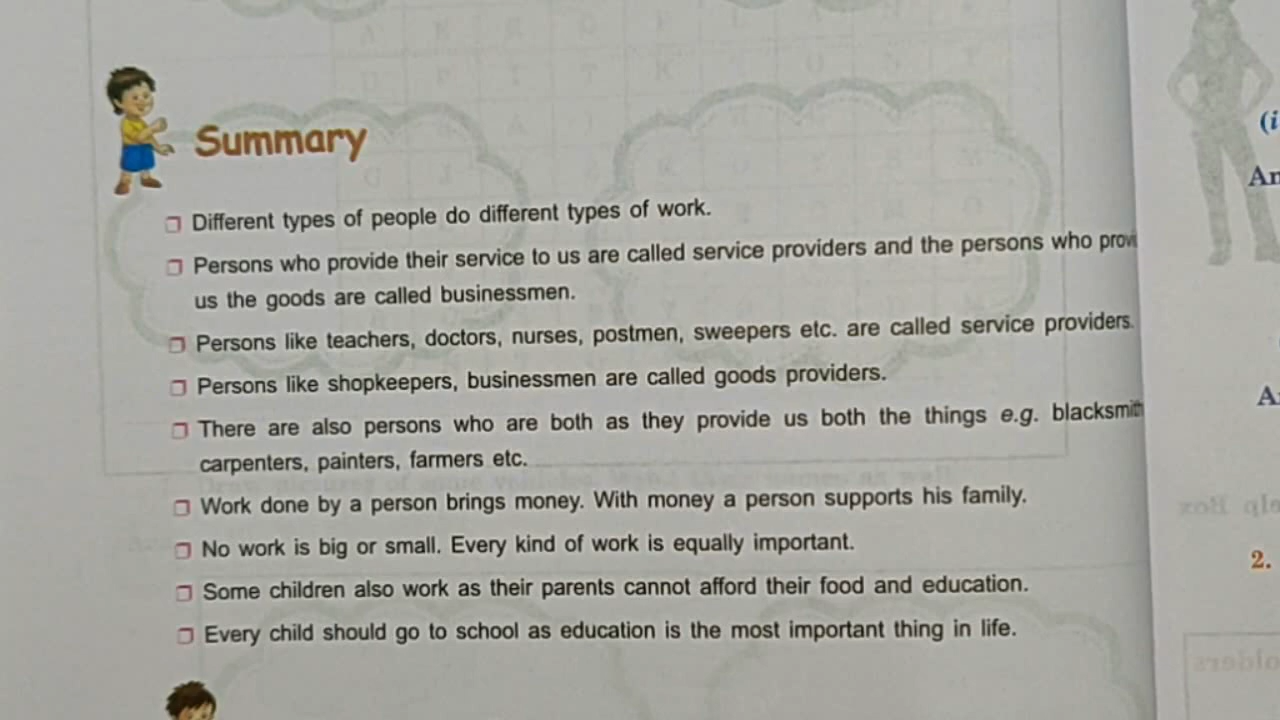 Summary
❒ Different types of people do different types of work.
❒ Persons who provide their service to us are called service providers and the persons who
us the goods are called businessmen.
❒ Persons like teachers, doctors, nurses, postmen, sweepers etc. are called service providers.
❒ Persons like shopkeepers, businessmen are called goods providers.
❒ There are also persons who are both as they provide us both the things e.g. blacksmith
carpenters, painters, farmers etc.
❒ Work done by a person brings money. With money a person supports his family.
❒ No work is big or small. Every kind of work is equally important.
❒ Some children also work as their parents cannot afford their food and education.
❒ Every child should go to school as education is the most important thing in life.
(i
An
2.